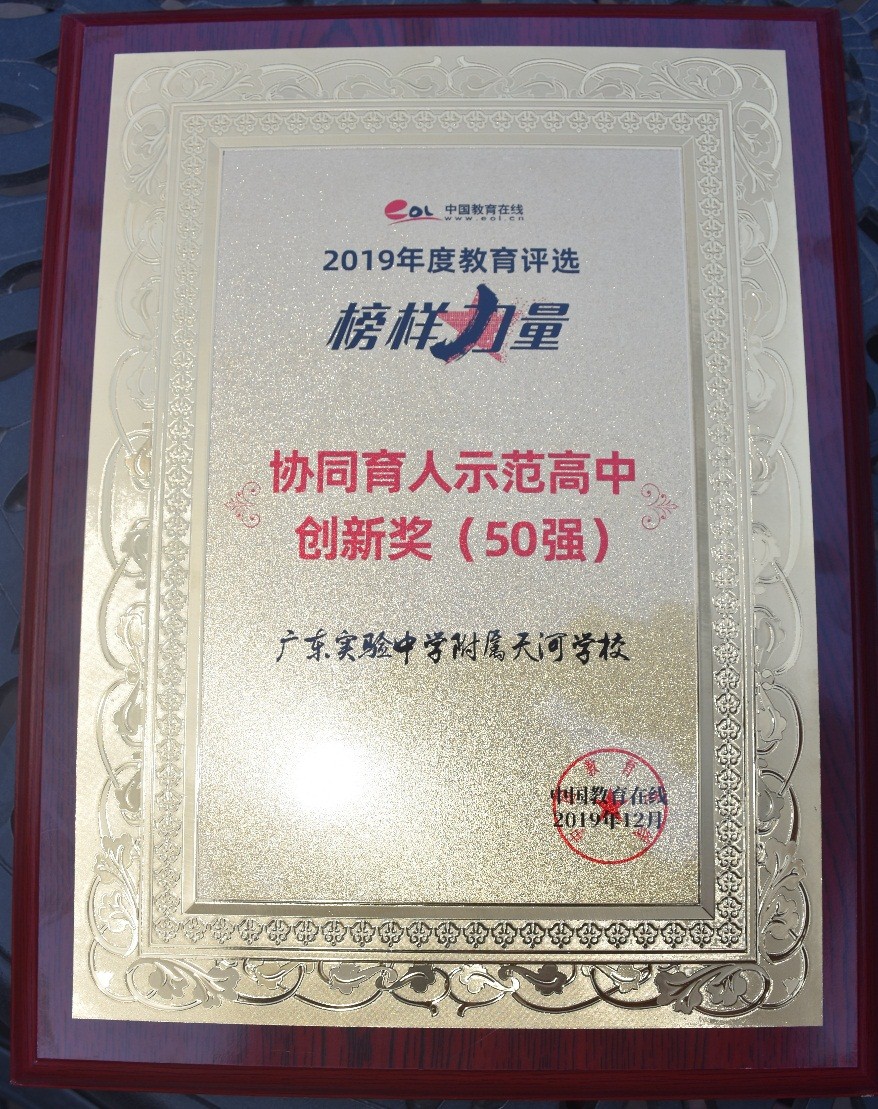 eOL 中国教育在线
www.eol.cn
2019年度教育评选
榜样力量
协同育人示范高中
创新奖（50强）
广东实验中学附属天河学校
中国教育在线
2019年12月